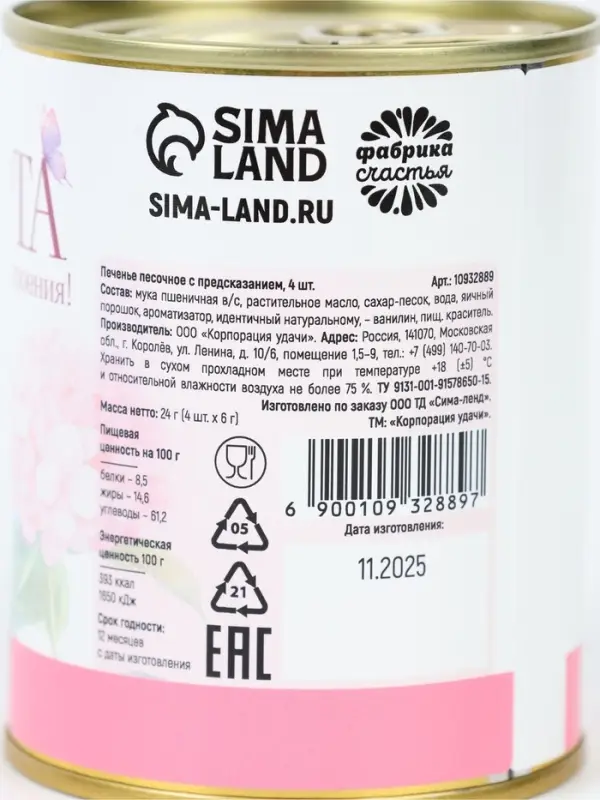 SIMA
LAND
SIMA-LAND.RU
фабрика
счастья
ТА
Печенье песочное с предсказанием, 4 шт. Арт.: 10932889
Состав: мука пшеничная в/с, растительное масло, сахар-песок, вода, яичный
порошок, ароматизатор, идентичный натуральному, – ванилин, пищ. краситель.
Производитель: ООО «Корпорация удачи». Адрес: Россия, 141070, Московская
обл., г. Королёв, ул. Ленина, д. 10/6, помещение 1,5–9, тел.: +7 (499) 140-70-03.
Хранить в сухом прохладном месте при температуре +18 (±5) °С
и относительной влажности воздуха не более 75 %. ТУ 9131-001-91578650-15.
Изготовлено по заказу ООО ТД «Сима-ленд».
Масса нетто: 24 г (4 шт. х 6 г)
ТМ: «Корпорация удачи».
Пищевая
ценность на 100 г
белки – 8,5
жиры – 14,6
углеводы – 61,2
Энергетическая
ценность 100 г
393 ккал
1650 кДж
Срок годности:
12 месяцев
с даты изготовления
05
21
ЕАС
6 900109 328897
Дата изготовления:
11.2025